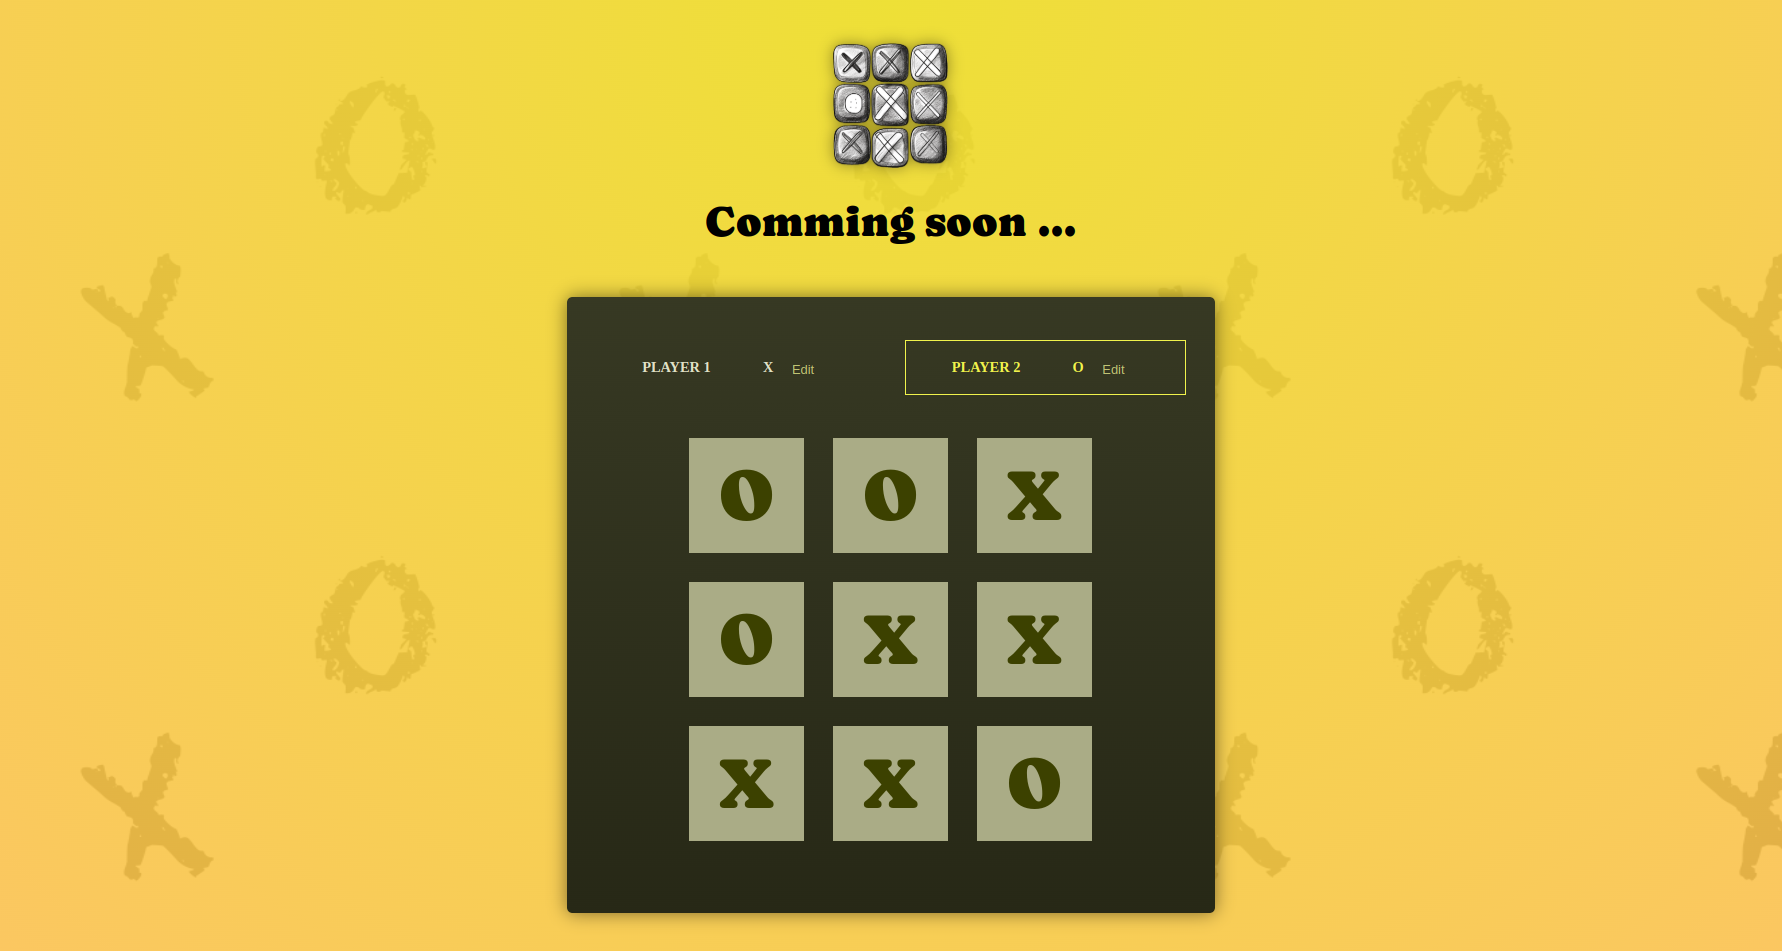 Comming soon ...
PLAYER 1 X Edit
PLAYER 2 O Edit
O O X
O X X
X X O